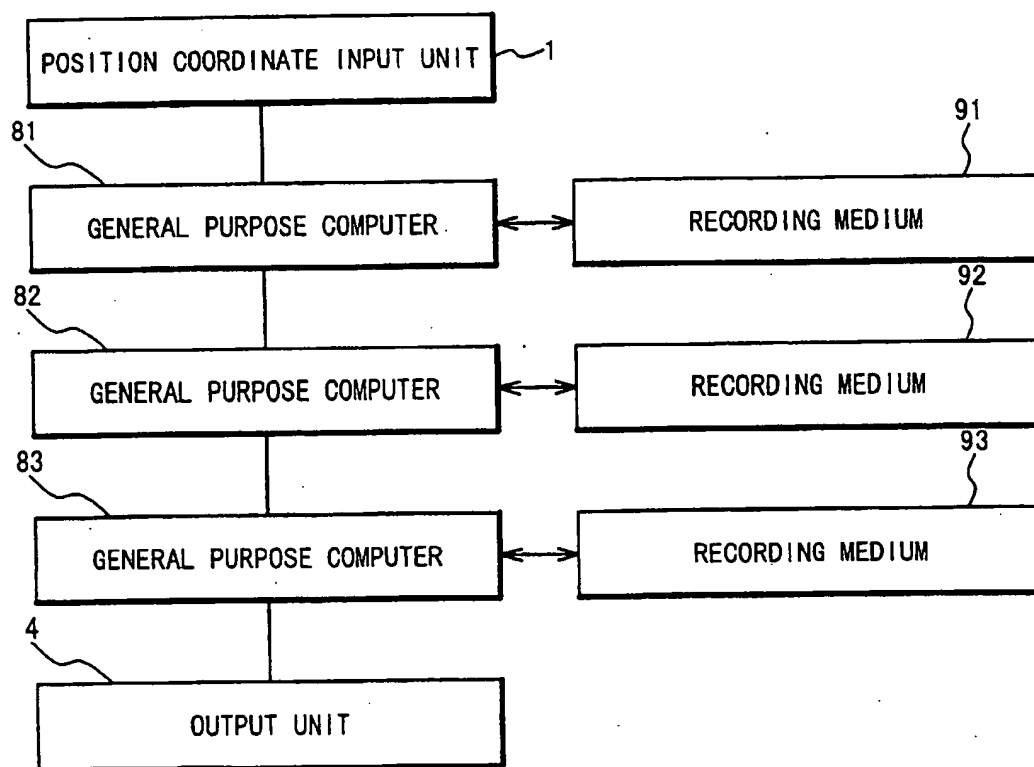 POSITION COORDINATE INPUT UNIT
1
81
91
GENERAL PURPOSE COMPUTER
RECORDING MEDIUM
82
92
GENERAL PURPOSE COMPUTER
RECORDING MEDIUM
83
93
GENERAL PURPOSE COMPUTER
RECORDING MEDIUM
4
OUTPUT UNIT